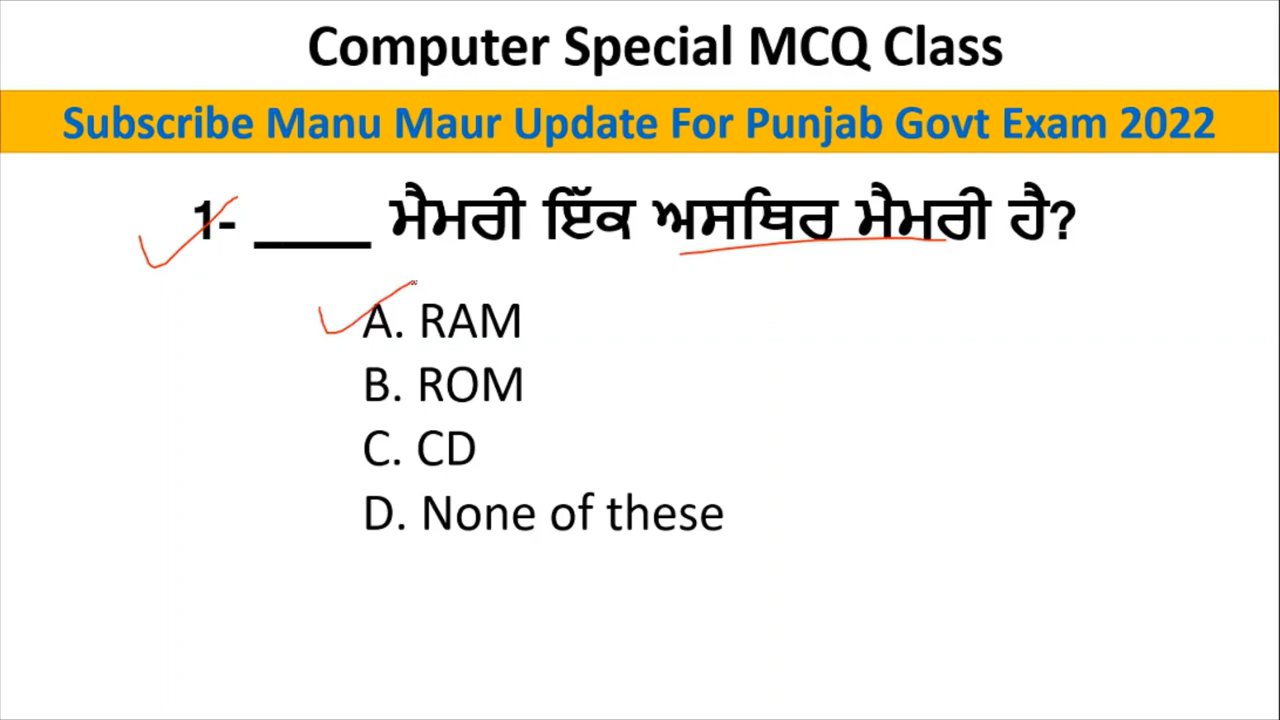 Computer Special MCQ Class
Subscribe Manu Maur Update For Punjab Govt Exam 2022
1- ____ ਮੈਮਰੀ ਇੱਕ ਅਸਥਿਰ ਮੈਮਰੀ ਹੈ?
A. RAM
B. ROM
C. CD
D. None of these